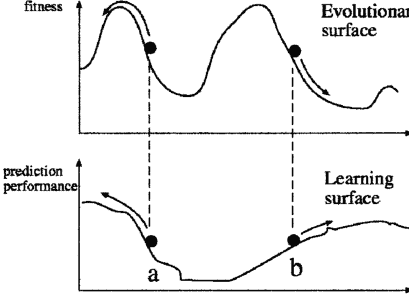 fitness
Evolutionar
surface
prediction
performance
Learning
surface
a
b